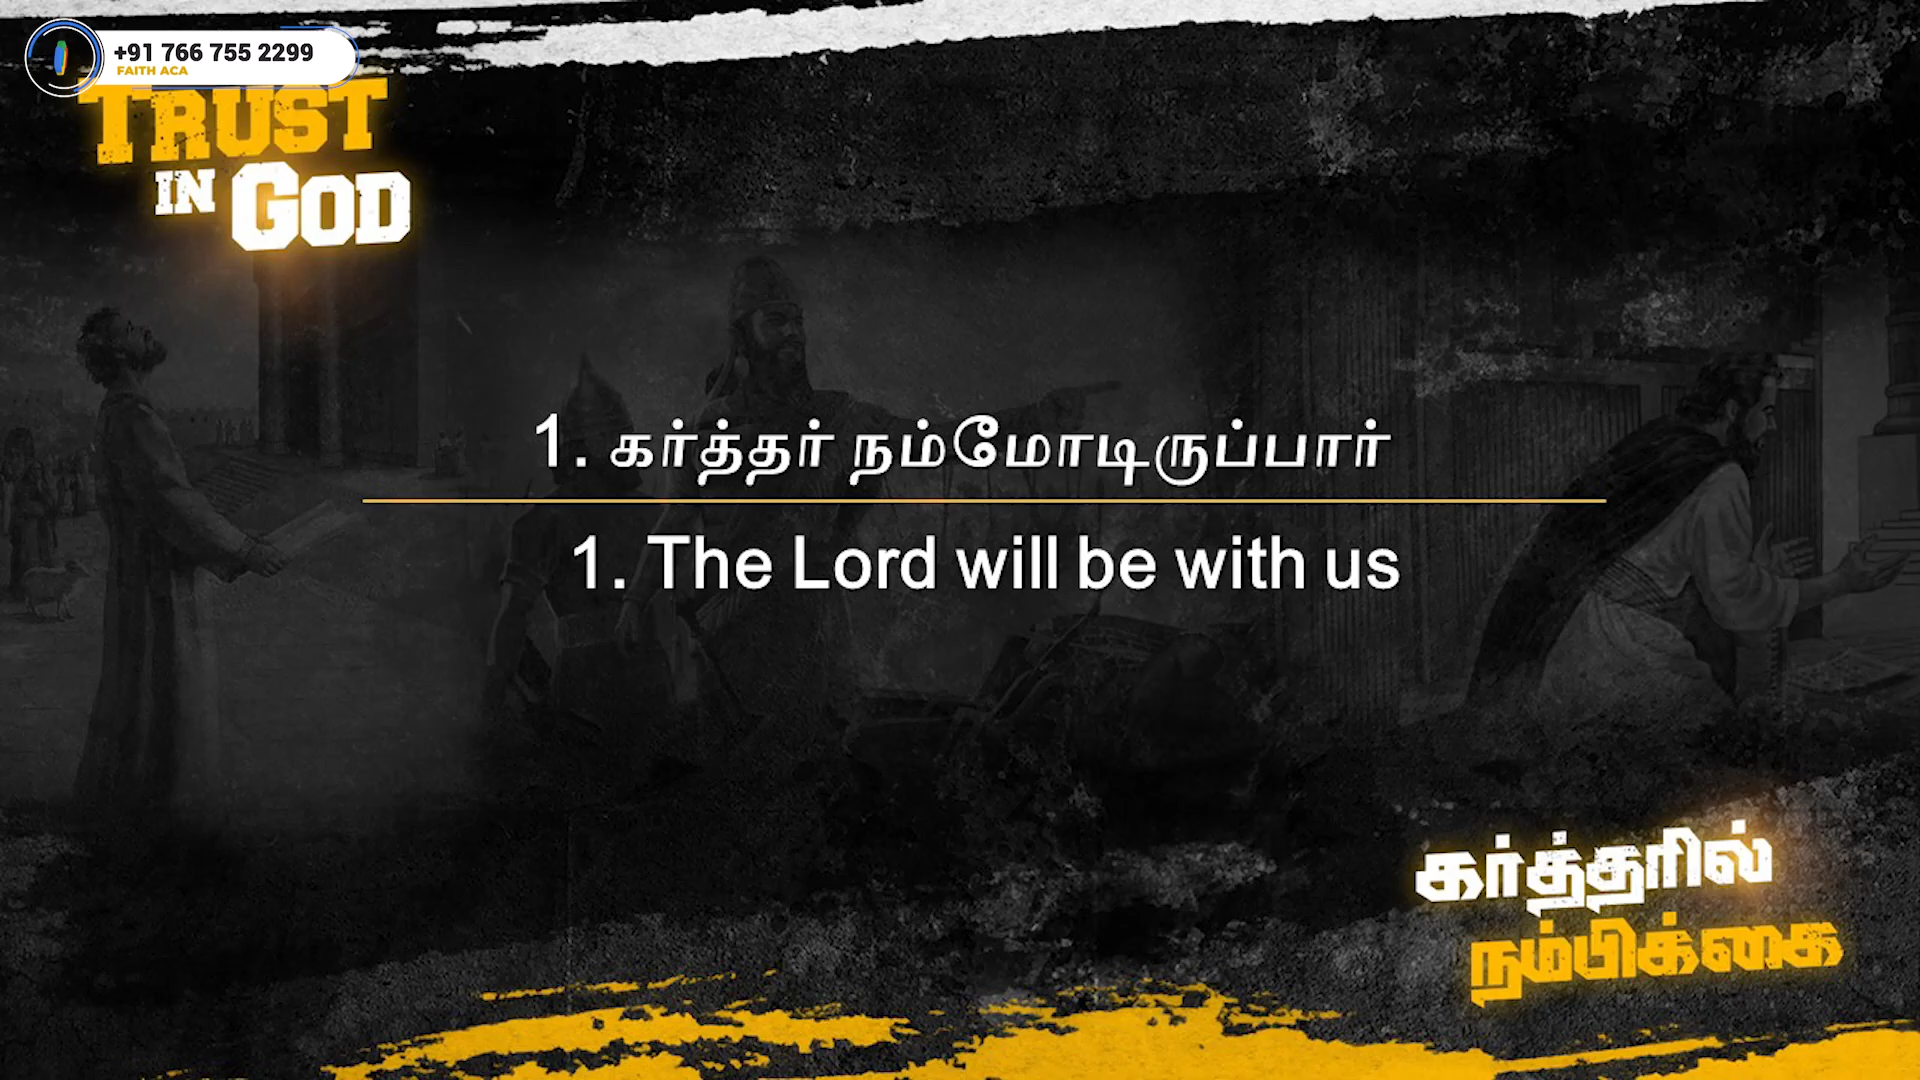 +91 766 755 2299
FAITH ACA
TRUST
IN GOD
1. கர்த்தர் நம்மோடிருப்பார்
1. The Lord will be with us
கர்த்தரில்
நம்பிக்கை